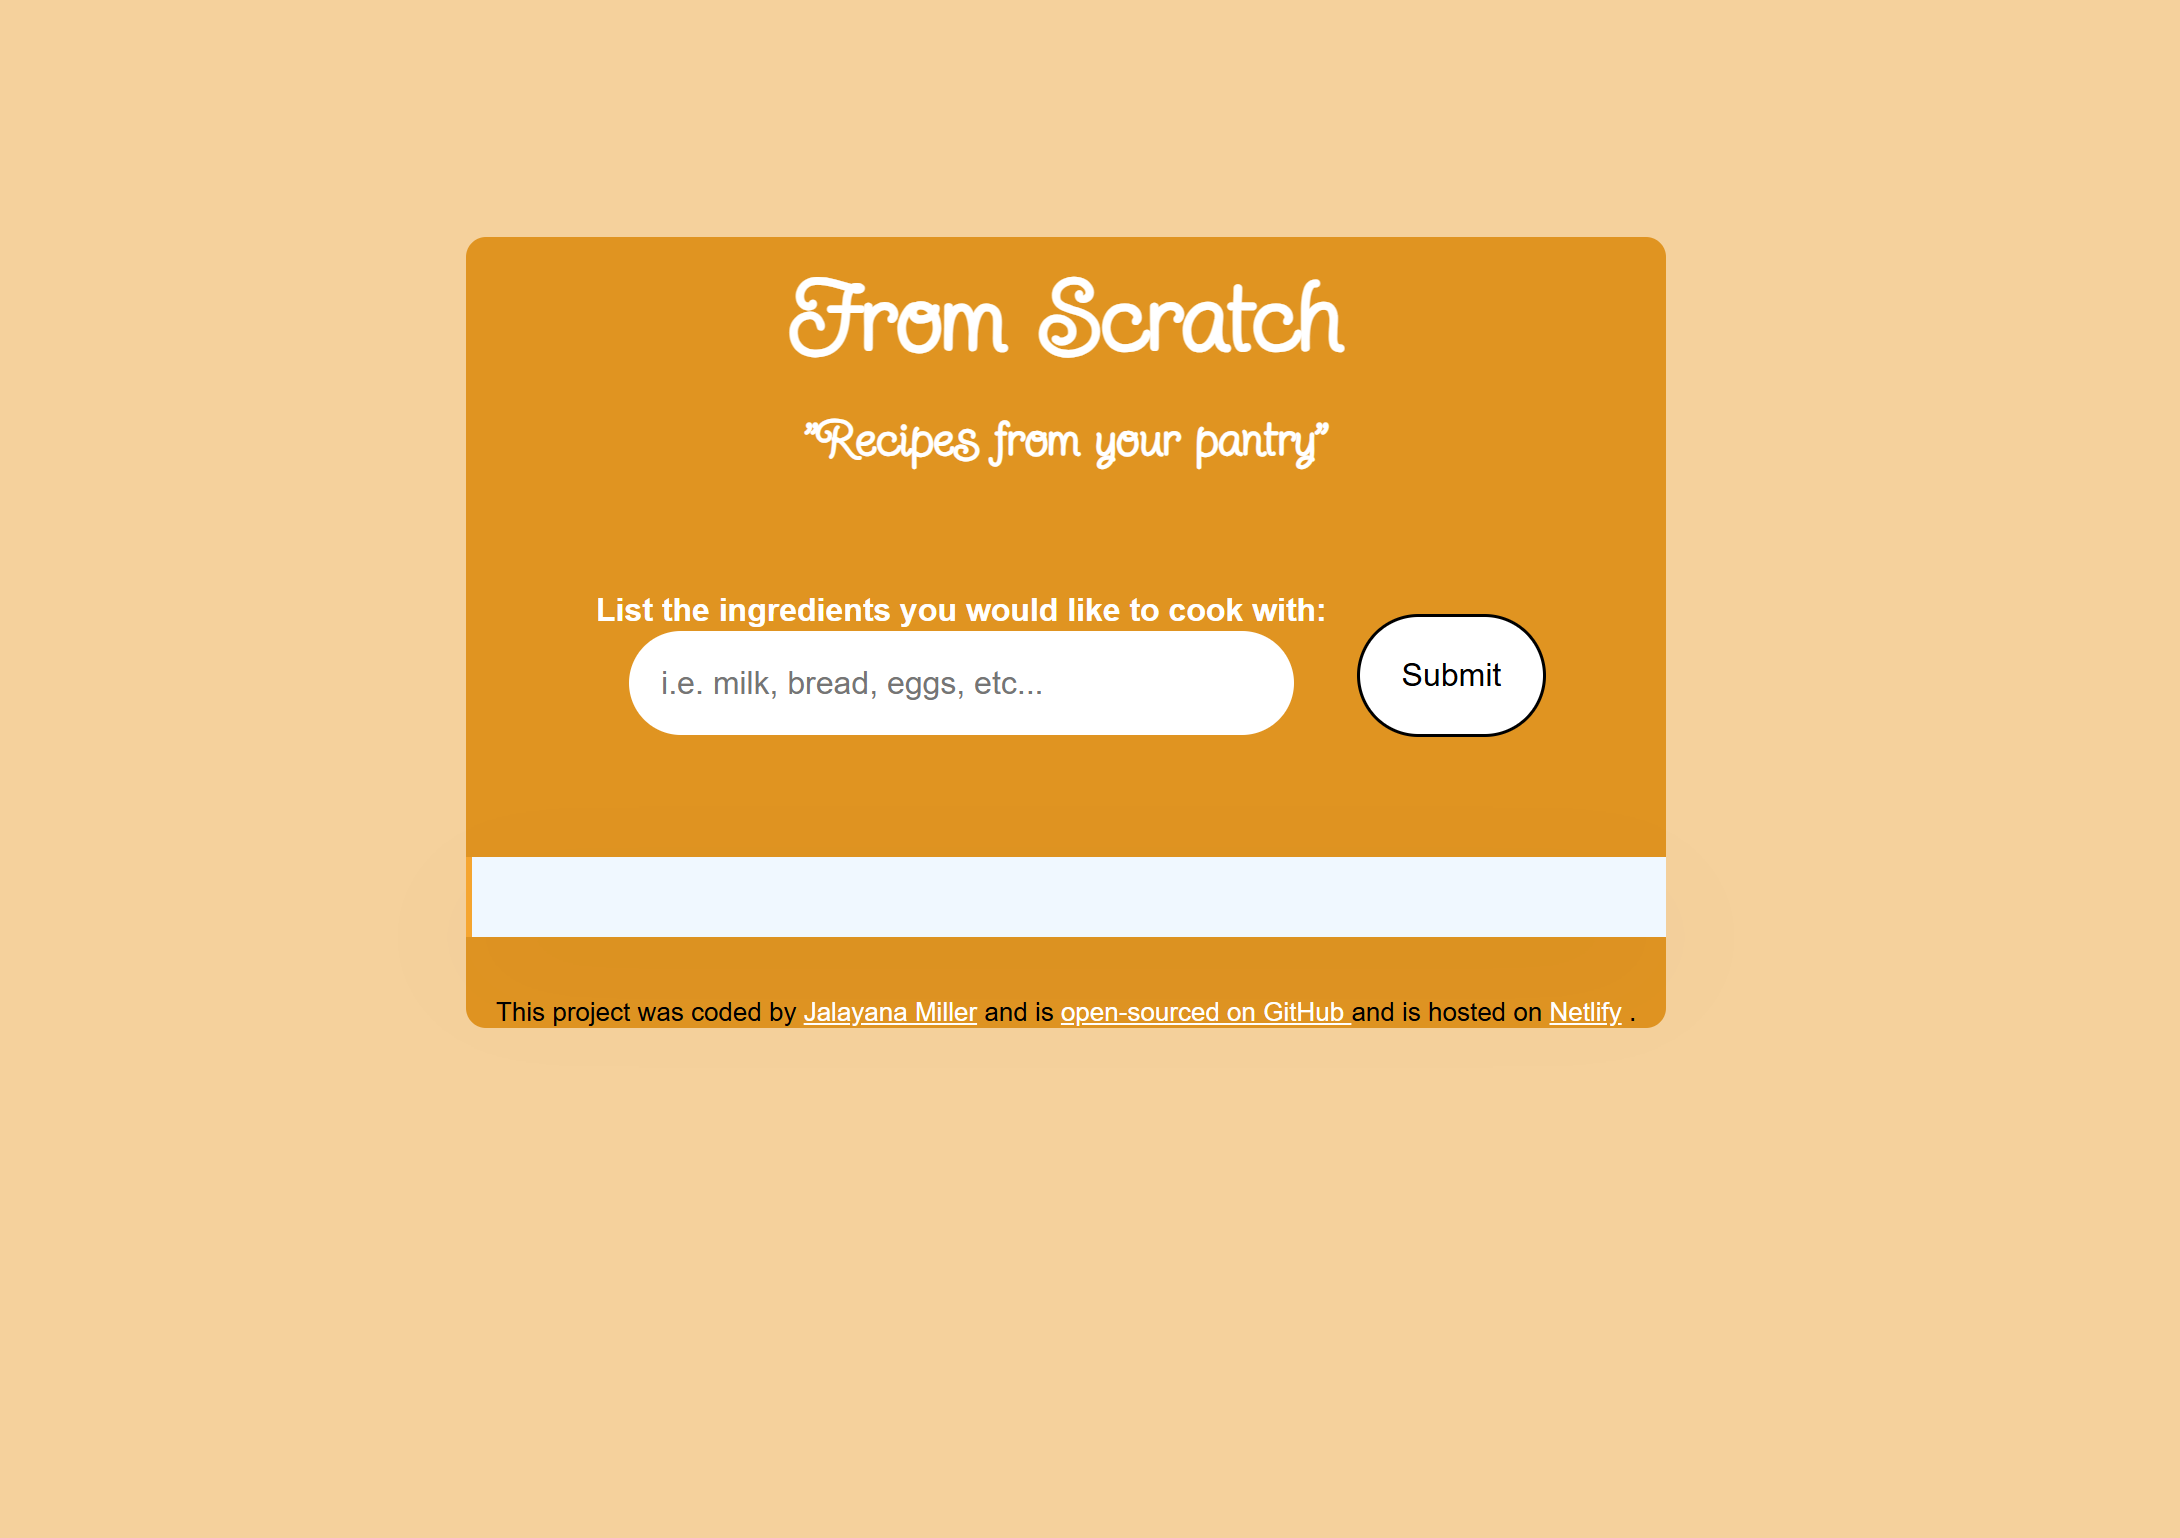 From Scratch
"Recipes from your pantry"
List the ingredients you would like to cook with:
i.e. milk, bread, eggs, etc...
Submit
This project was coded by Jalayana Miller and is open-sourced on GitHub and is hosted on Netlify .